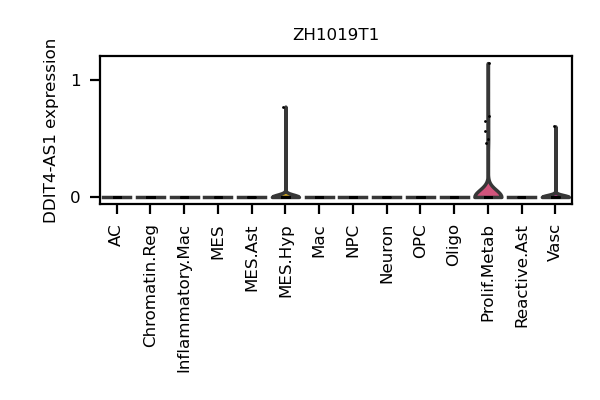 ZH1019T1
DDIT4-AS1 expression
1
0
AC
Chromatin.Reg
Inflammatory.Mac
MES
MES.Ast
MES.Hyp
Mac
NPC
Neuron
OPC
Oligo
Prolif.Metab
Reactive.Ast
Vasc